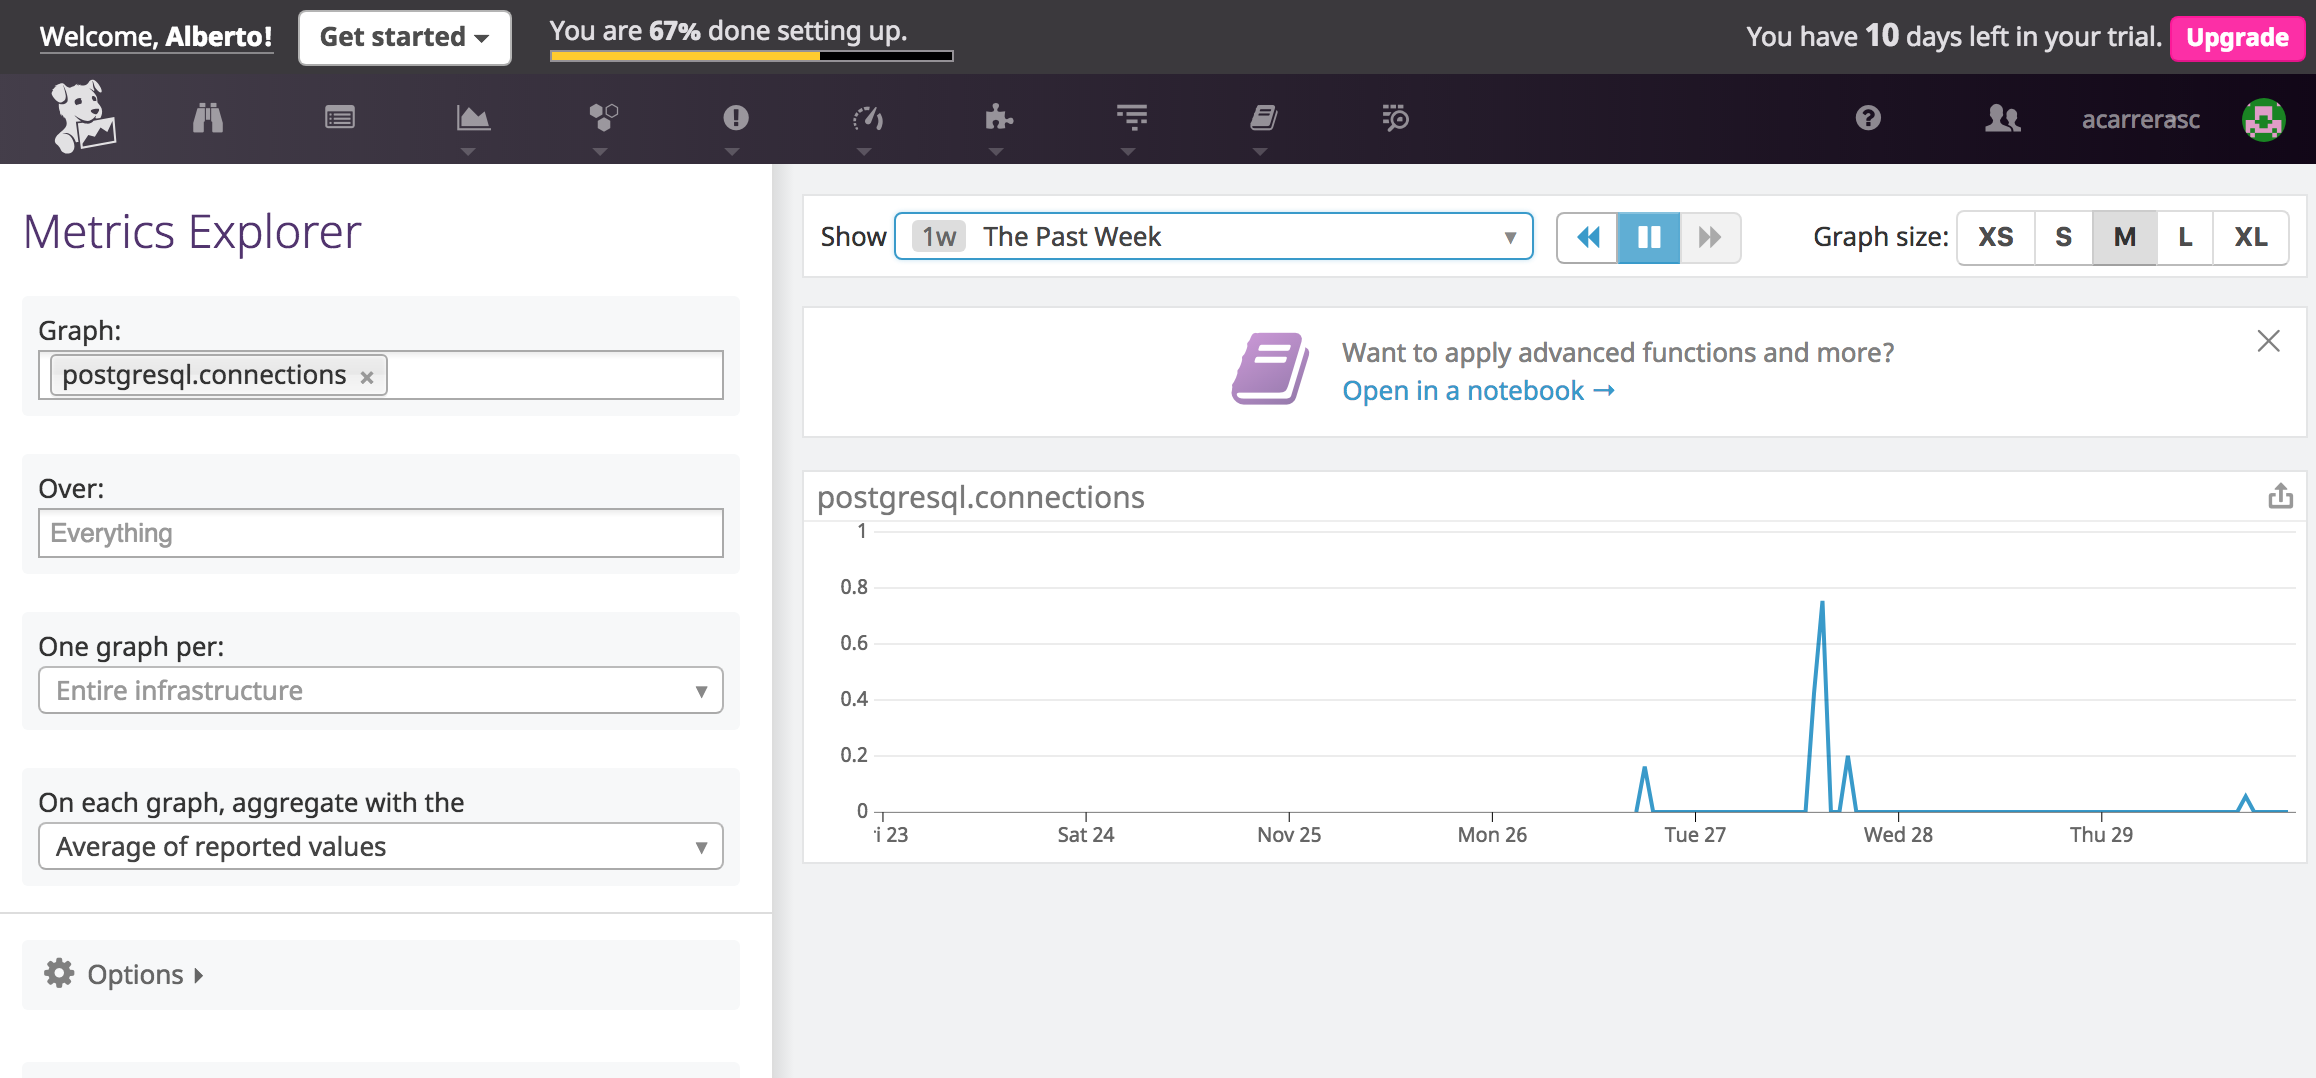 Welcome, Alberto!
Get started
You are 67% done setting up.
You have 10 days left in your trial.
Upgrade
acarrerasc
Metrics Explorer
Graph:
postgresql.connections ×
Over:
Everything
One graph per:
Entire infrastructure
On each graph, aggregate with the
Average of reported values
Options
Show 1w The Past Week
Graph size: XS S M L XL
Want to apply advanced functions and more?
Open in a notebook →
postgresql.connections
1
0.8
0.6
0.4
0.2
0
ri 23 Sat 24 Nov 25 Mon 26 Tue 27 Wed 28 Thu 29